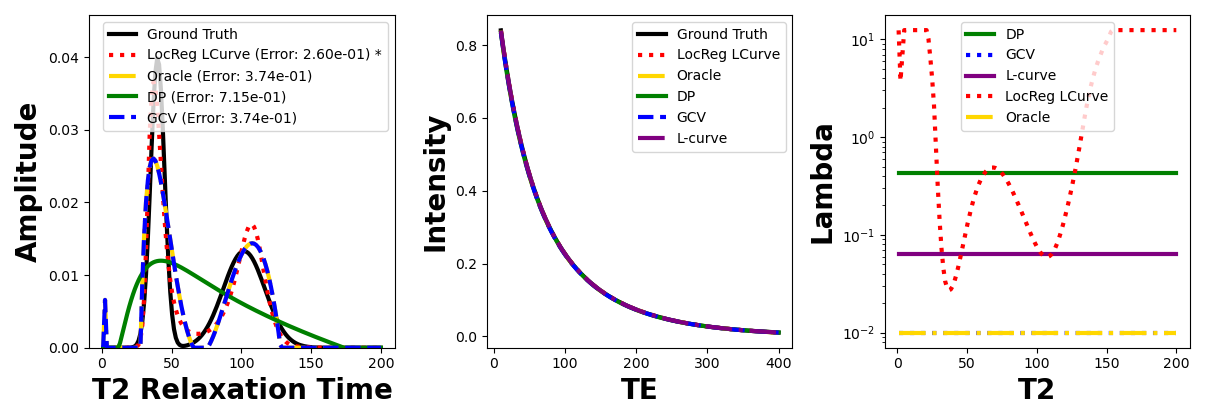 Amplitude
0.04
0.03
0.02
0.01
0.00
Ground Truth
LocReg LCurve (Error: 2.60e-01) *
Oracle (Error: 3.74e-01)
DP (Error: 7.15e-01)
GCV (Error: 3.74e-01)
0 50 100 150 200
T2 Relaxation Time
Intensity
0.8
0.6
0.4
0.2
0.0
Ground Truth
LocReg LCurve
Oracle
DP
GCV
L-curve
0 100 200 300 400
TE
Lambda
10¹
10⁰
10⁻¹
10⁻²
DP
GCV
L-curve
LocReg LCurve
Oracle
0 50 100 150 200
T2